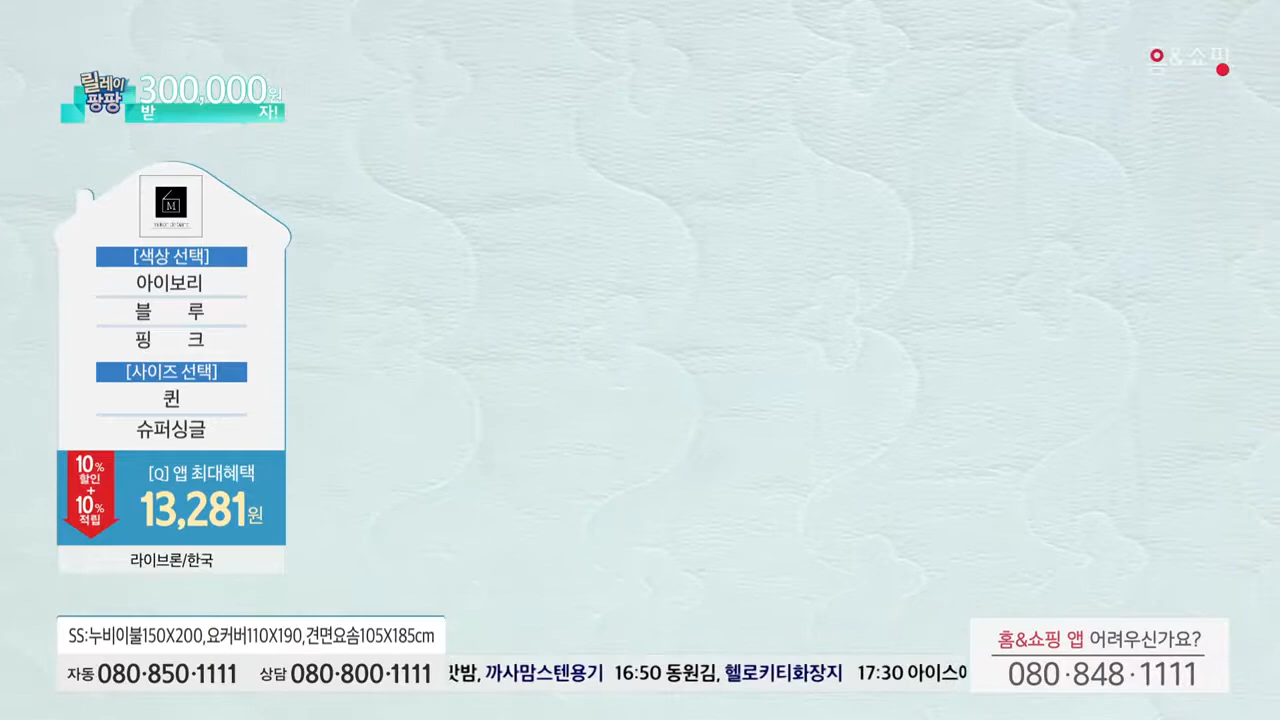 홈&쇼핑
릴레이
팡팡
300,000원
받 자!
M
[색상 선택]
아이보리
블 루
핑 크
[사이즈 선택]
퀸
슈퍼싱글
10%
할인
+
10%
적립
[Q] 앱 최대혜택
13,281원
라이브론/한국
SS:누비이불150X200,요커버110X190,견면요솜105X185cm
자동 080·850·1111 상담 080·800·1111
맛밤, 까사맘스텐용기 16:50 동원김, 헬로키티화장지 17:30 아이스
홈&쇼핑 앱 어려우신가요?
080·848·1111